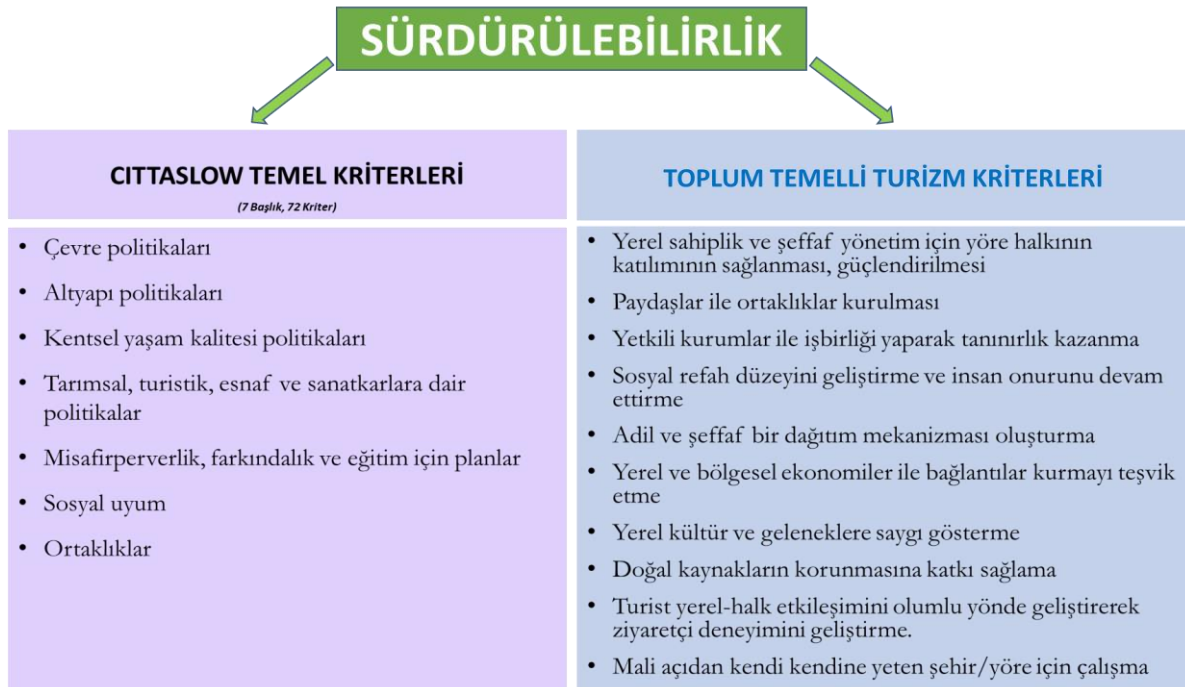 SÜRDÜRÜLEBİLİRLİK
CITTASLOW TEMEL KRİTERLERİ
(7 Başlık, 72 Kriter)
• Çevre politikaları
• Altyapı politikaları
• Kentsel yaşam kalitesi politikaları
• Tarımsal, turistik, esnaf ve sanatkarlara dair
politikalar
• Misafirperverlik, farkındalık ve eğitim için planlar
• Sosyal uyum
• Ortaklıklar
TOPLUM TEMELLİ TURİZM KRİTERLERİ
• Yerel sahiplik ve şeffaf yönetim için yöre halkının
katılımının sağlanması, güçlendirilmesi
• Paydaşlar ile ortaklıklar kurulması
• Yetkili kurumlar ile işbirliği yaparak tanınırlık kazanma
• Sosyal refah düzeyini geliştirme ve insan onurunu devam
ettirme
• Adil ve şeffaf bir dağıtım mekanizması oluşturma
• Yerel ve bölgesel ekonomiler ile bağlantılar kurmayı teşvik
etme
• Yerel kültür ve geleneklere saygı gösterme
• Doğal kaynakların korunmasına katkı sağlama
• Turist yerel-halk etkileşimini olumlu yönde geliştirerek
ziyaretçi deneyimini geliştirme.
• Mali açıdan kendi kendine yeten şehir/yöre için çalışma